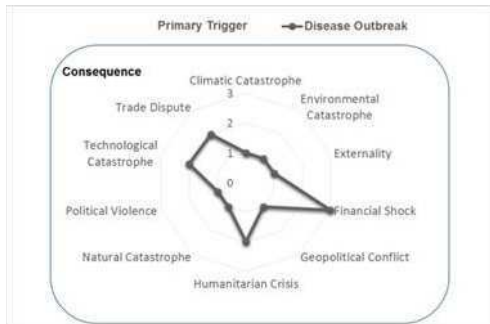 Primary Trigger
Disease Outbreak
Consequence
Climatic Catastrophe
Trade Dispute
3
Environmental
Catastrophe
2
Technological
Catastrophe
1
Externality
0
Political Violence
Financial Shock
Natural Catastrophe
Geopolitical Conflict
Humanitarian Crisis